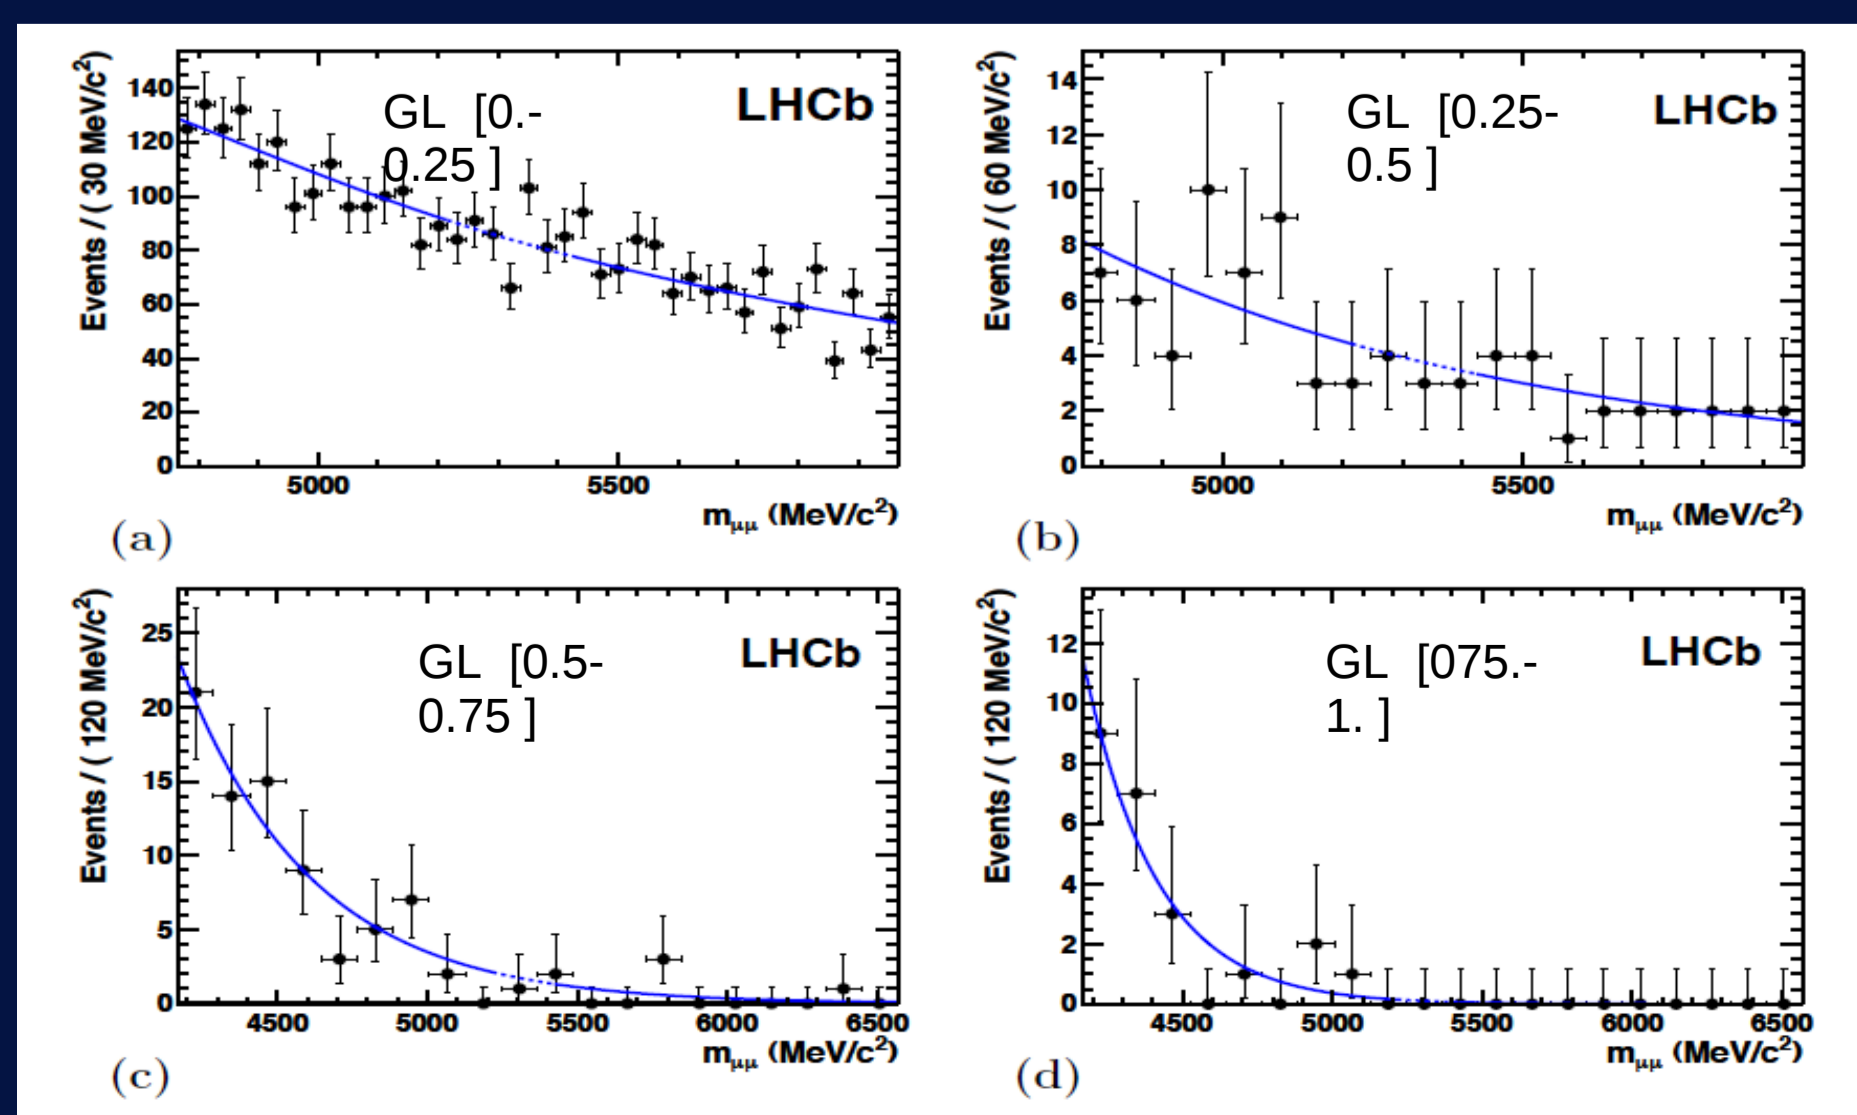 Events / ( 30 MeV/c²)
140
120
100
80
60
40
20
0
GL [0.-
0.25 ]
LHCb
5000 5500
mμμ (MeV/c²)
(a)
Events / ( 60 MeV/c²)
14
12
10
8
6
4
2
0
GL [0.25-
0.5 ]
LHCb
5000 5500
mμμ (MeV/c²)
(b)
Events / ( 120 MeV/c²)
25
20
15
10
5
0
GL [0.5-
0.75 ]
LHCb
4500 5000 5500 6000 6500
mμμ (MeV/c²)
(c)
Events / ( 120 MeV/c²)
12
10
8
6
4
2
0
GL [075.-
1. ]
LHCb
4500 5000 5500 6000 6500
mμμ (MeV/c²)
(d)